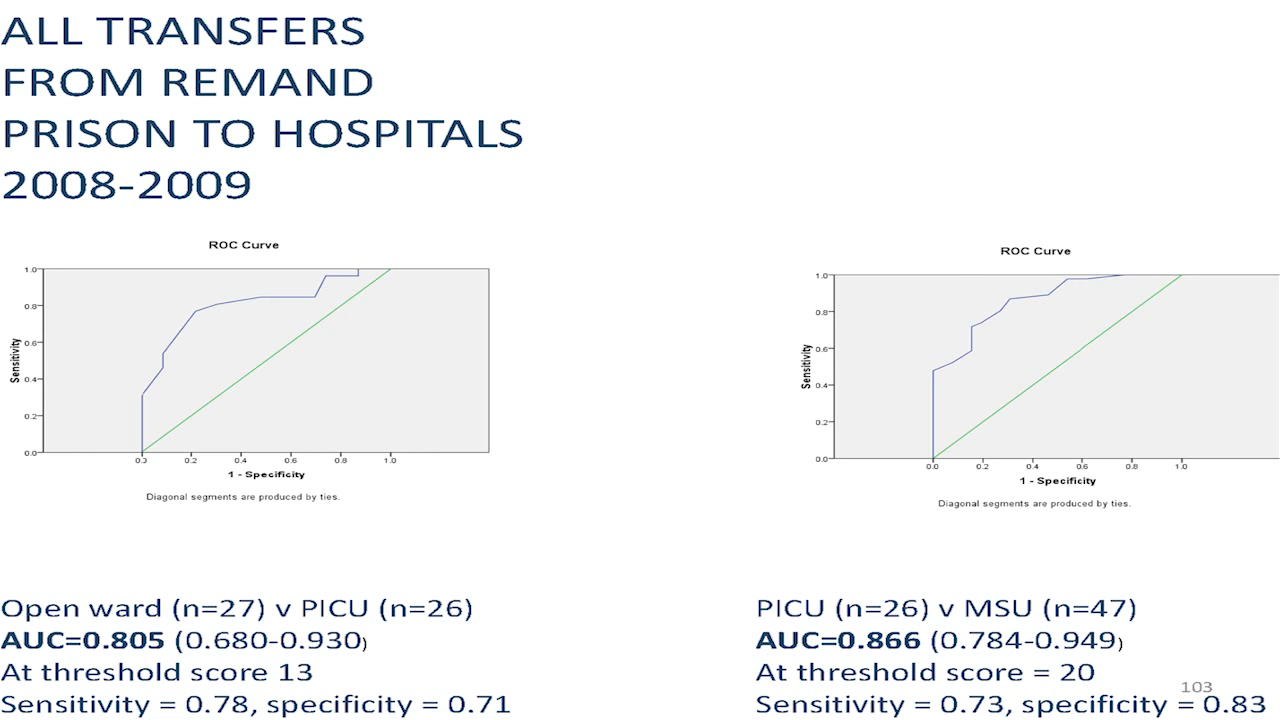 ALL TRANSFERS
FROM REMAND
PRISON TO HOSPITALS
2008-2009
ROC Curve
1.0
0.8
0.6
0.4
0.2
0.0
Sensitivity
0.0 0.2 0.4 0.6 0.8 1.0
1 - Specificity
Diagonal segments are produced by ties.
ROC Curve
1.0
0.8
0.6
0.4
0.2
0.0
Sensitivity
0.0 0.2 0.4 0.6 0.8 1.0
1 - Specificity
Diagonal segments are produced by ties.
Open ward (n=27) v PICU (n=26)
AUC=0.805 (0.680-0.930)
At threshold score 13
Sensitivity = 0.78, specificity = 0.71
PICU (n=26) v MSU (n=47)
AUC=0.866 (0.784-0.949)
At threshold score = 20
Sensitivity = 0.73, specificity = 0.83
103